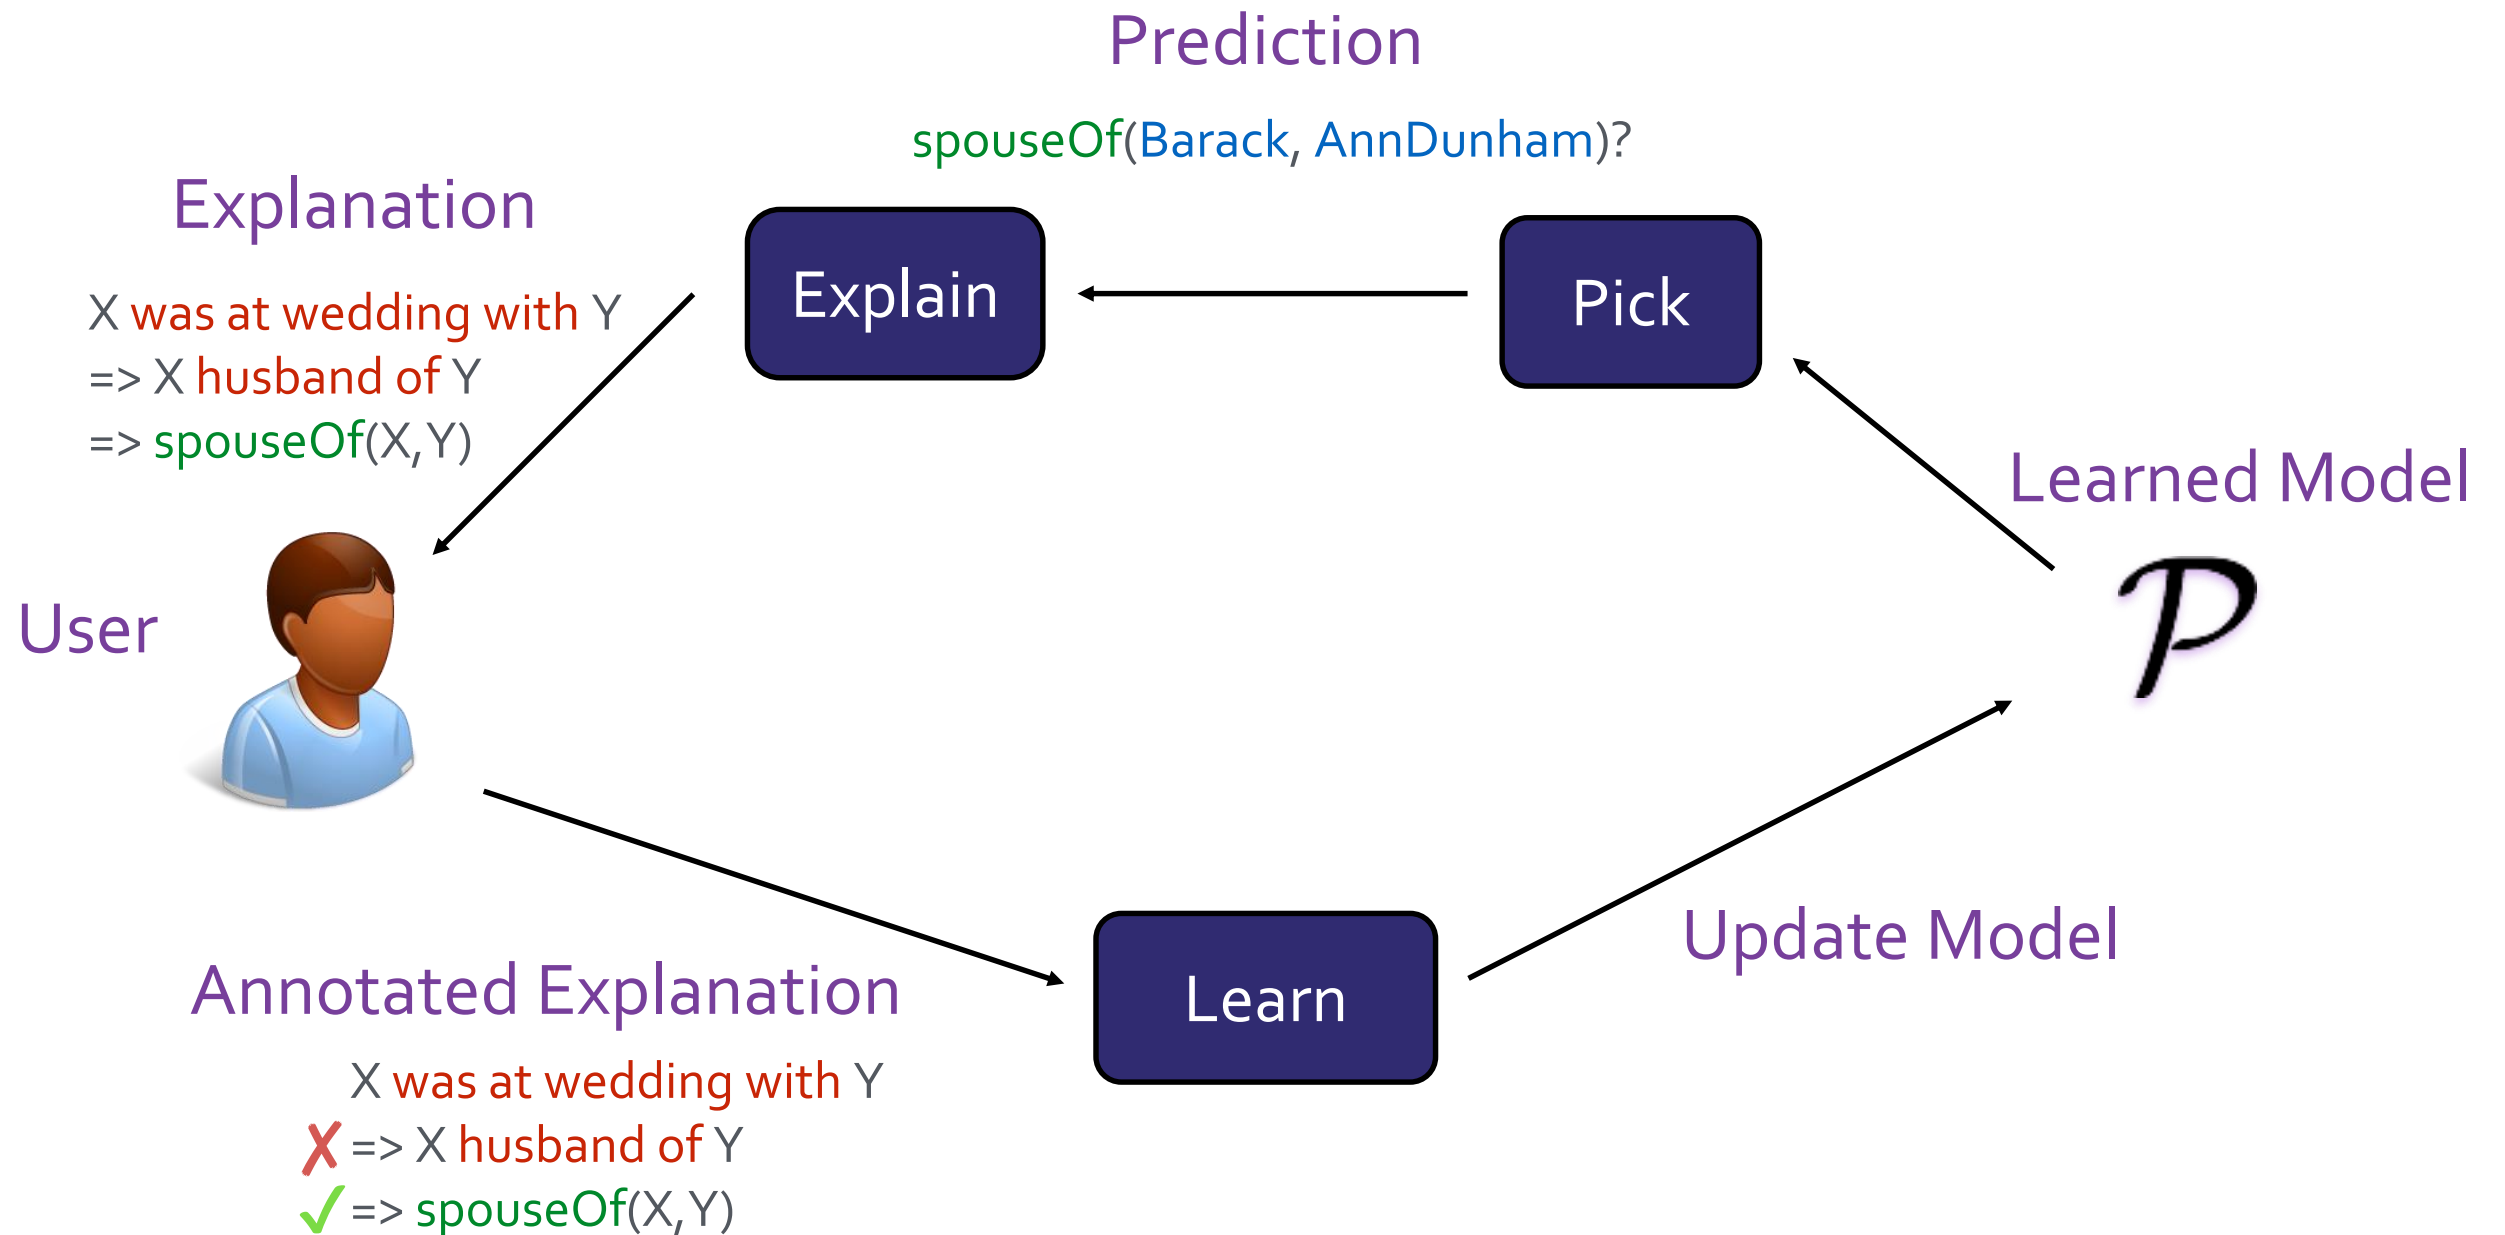 Prediction
spouseOf(Barack, AnnDunham)?
Explanation
X was at wedding with Y
=> X husband of Y
=> spouseOf(X,Y)
Explain
Pick
Learned Model
P
User
Update Model
Learn
Annotated Explanation
X was at wedding with Y
✗ => X husband of Y
✓ => spouseOf(X,Y)